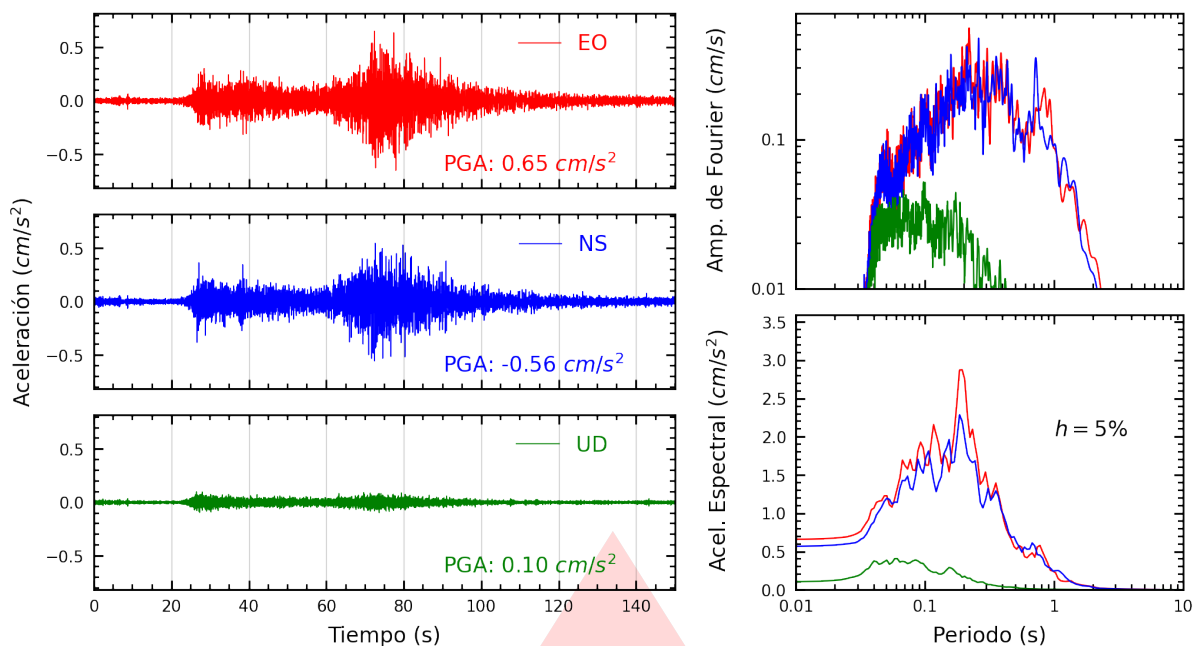 Aceleración (cm/s²)
0.5
0.0
−0.5
EO
PGA: 0.65 cm/s²
0.5
0.0
−0.5
NS
PGA: -0.56 cm/s²
0.5
0.0
−0.5
UD
PGA: 0.10 cm/s²
0 20 40 60 80 100 120 140
Tiempo (s)
Amp. de Fourier (cm/s)
0.1
0.01
Acel. Espectral (cm/s²)
3.5
3.0
2.5
2.0
1.5
1.0
0.5
0.0
h = 5%
0.01 0.1 1 10
Periodo (s)